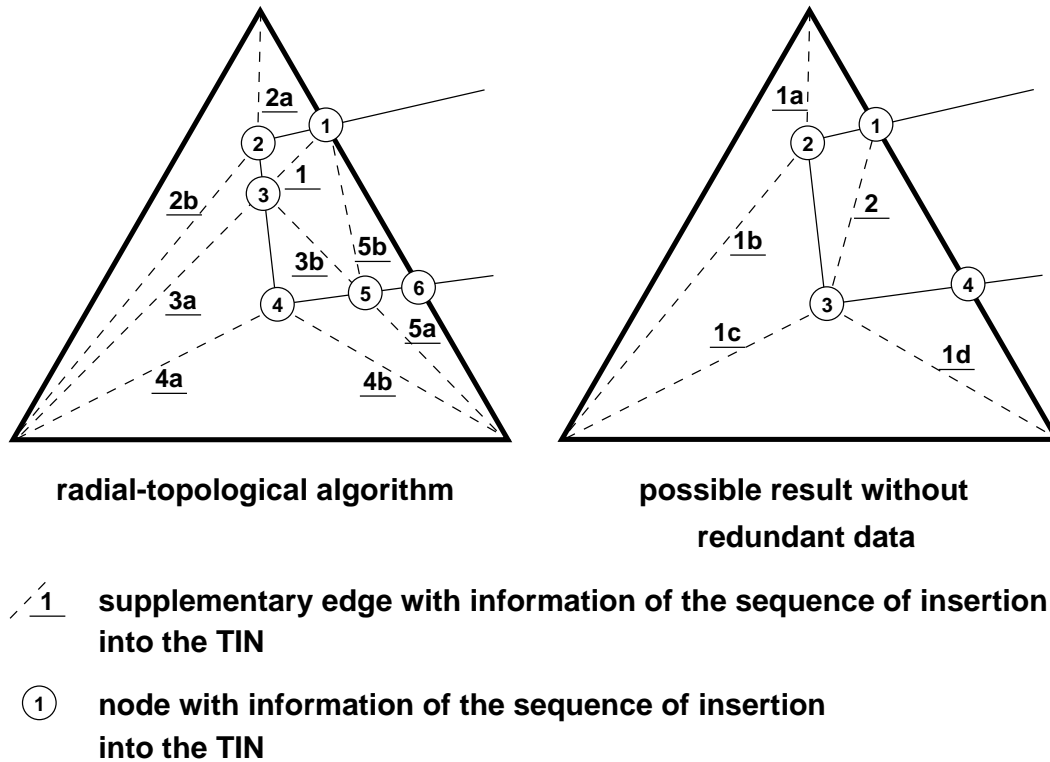 2a
1
2
1
3
2b
3b
5b
3a
4
5
6
5a
4a
4b
1a
1
2
2
1b
3
4
1c
1d
radial-topological algorithm
possible result without
redundant data
1 supplementary edge with information of the sequence of insertion
into the TIN
1 node with information of the sequence of insertion
into the TIN